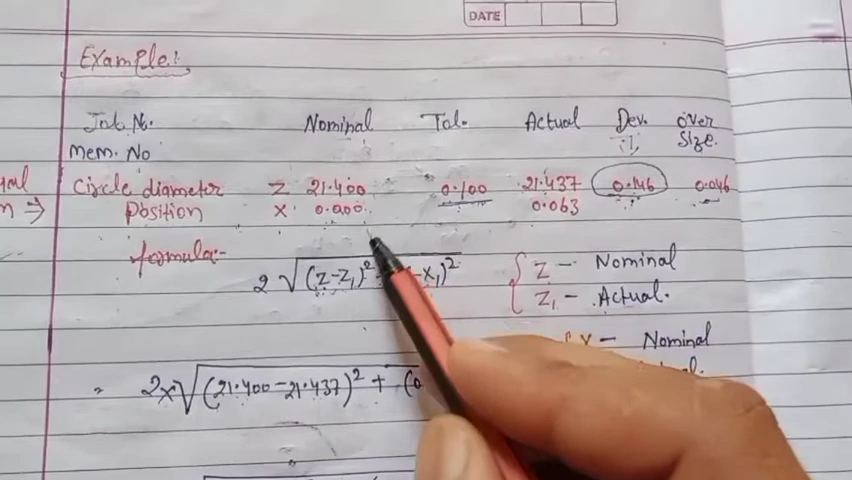 DATE
Example:
Job No. Nominal Tol. Actual Dev. over
Mem. No size.
Circle diameter Z 21.400 0.100 21.437 0.146 0.046
Position X 0.000 0.063
formula:-
2 √(Z-Z₁)² -X₁)² { Z - Nominal
Z₁ - Actual.
X - Nominal
= 2×√(21.400-21.437)² + (0